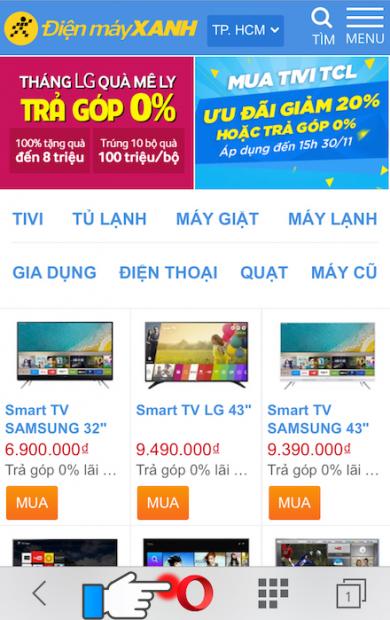 Điện máyXANH
TP. HCM
TÌM
MENU
THÁNG LG QUÀ MÊ LY
TRẢ GÓP 0%
100% tặng quà
đến 8 triệu
Trúng 10 bộ quà
100 triệu/bộ
MUA TIVI TCL
ƯU ĐÃI GIẢM 20%
HOẶC TRẢ GÓP 0%
Áp dụng đến 15h 30/11
TIVI TỦ LẠNH MÁY GIẶT MÁY LẠNH
GIA DỤNG ĐIỆN THOẠI QUẠT MÁY CŨ
Smart TV
SAMSUNG 32"
6.900.000₫
Trả góp 0% lãi ...
MUA
Smart TV LG 43"
9.490.000₫
Trả góp 0% lãi ...
MUA
Smart TV
SAMSUNG 43"
9.390.000₫
Trả góp 0% lãi ...
MUA
1